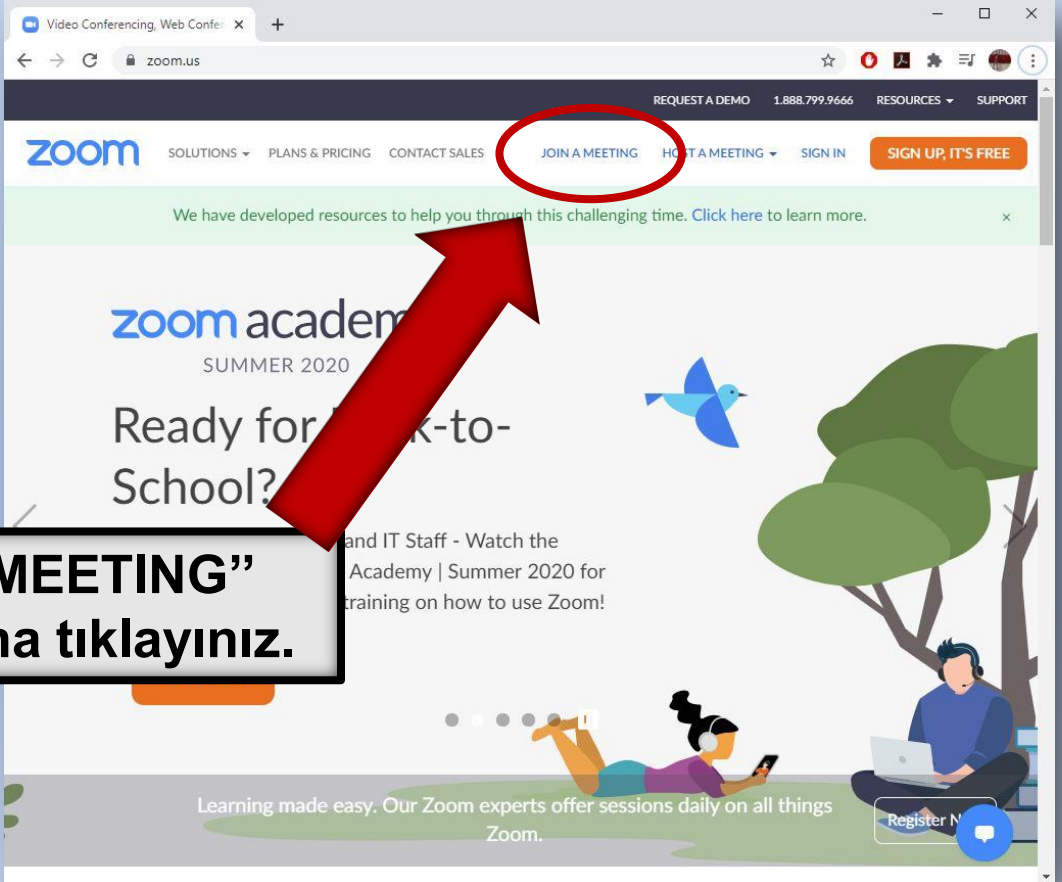 Video Conferencing, Web Confer
zoom.us
REQUEST A DEMO 1.888.799.9666 RESOURCES SUPPORT
zoom SOLUTIONS PLANS & PRICING CONTACT SALES JOIN A MEETING HOST A MEETING SIGN IN SIGN UP, IT'S FREE
We have developed resources to help you through this challenging time. Click here to learn more.
zoom academ
SUMMER 2020
Ready for k-to-
School?
and IT Staff - Watch the
Academy | Summer 2020 for
training on how to use Zoom!
MEETING”
na tıklayınız.
Learning made easy. Our Zoom experts offer sessions daily on all things
Zoom.
Register N